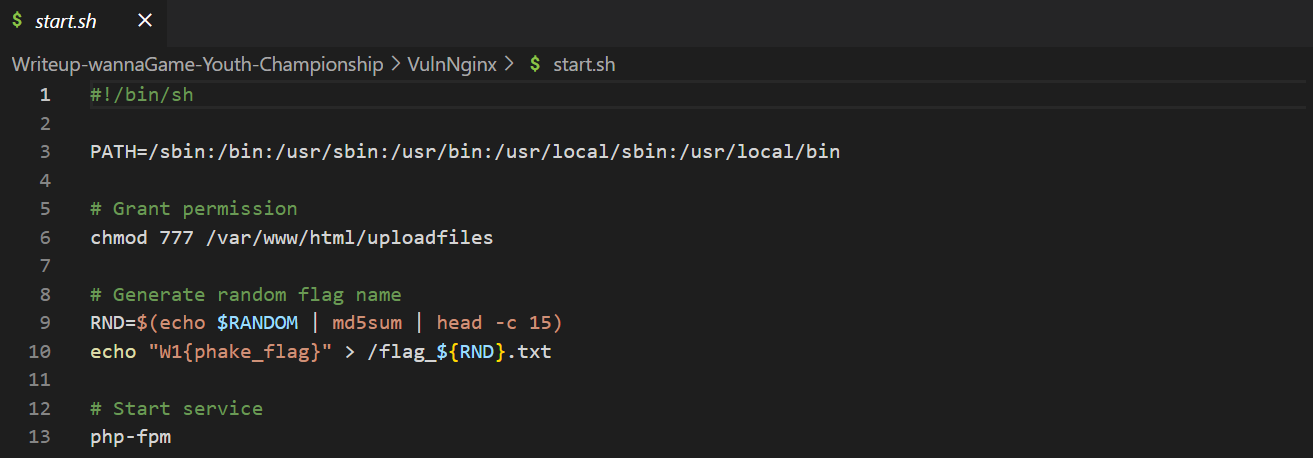 $ start.sh ×
Writeup-wannaGame-Youth-Championship > VulnNginx > $ start.sh
1 #!/bin/sh
2
3 PATH=/sbin:/bin:/usr/sbin:/usr/bin:/usr/local/sbin:/usr/local/bin
4
5 # Grant permission
6 chmod 777 /var/www/html/uploadfiles
7
8 # Generate random flag name
9 RND=$(echo $RANDOM | md5sum | head -c 15)
10 echo "W1{phake_flag}" > /flag_${RND}.txt
11
12 # Start service
13 php-fpm